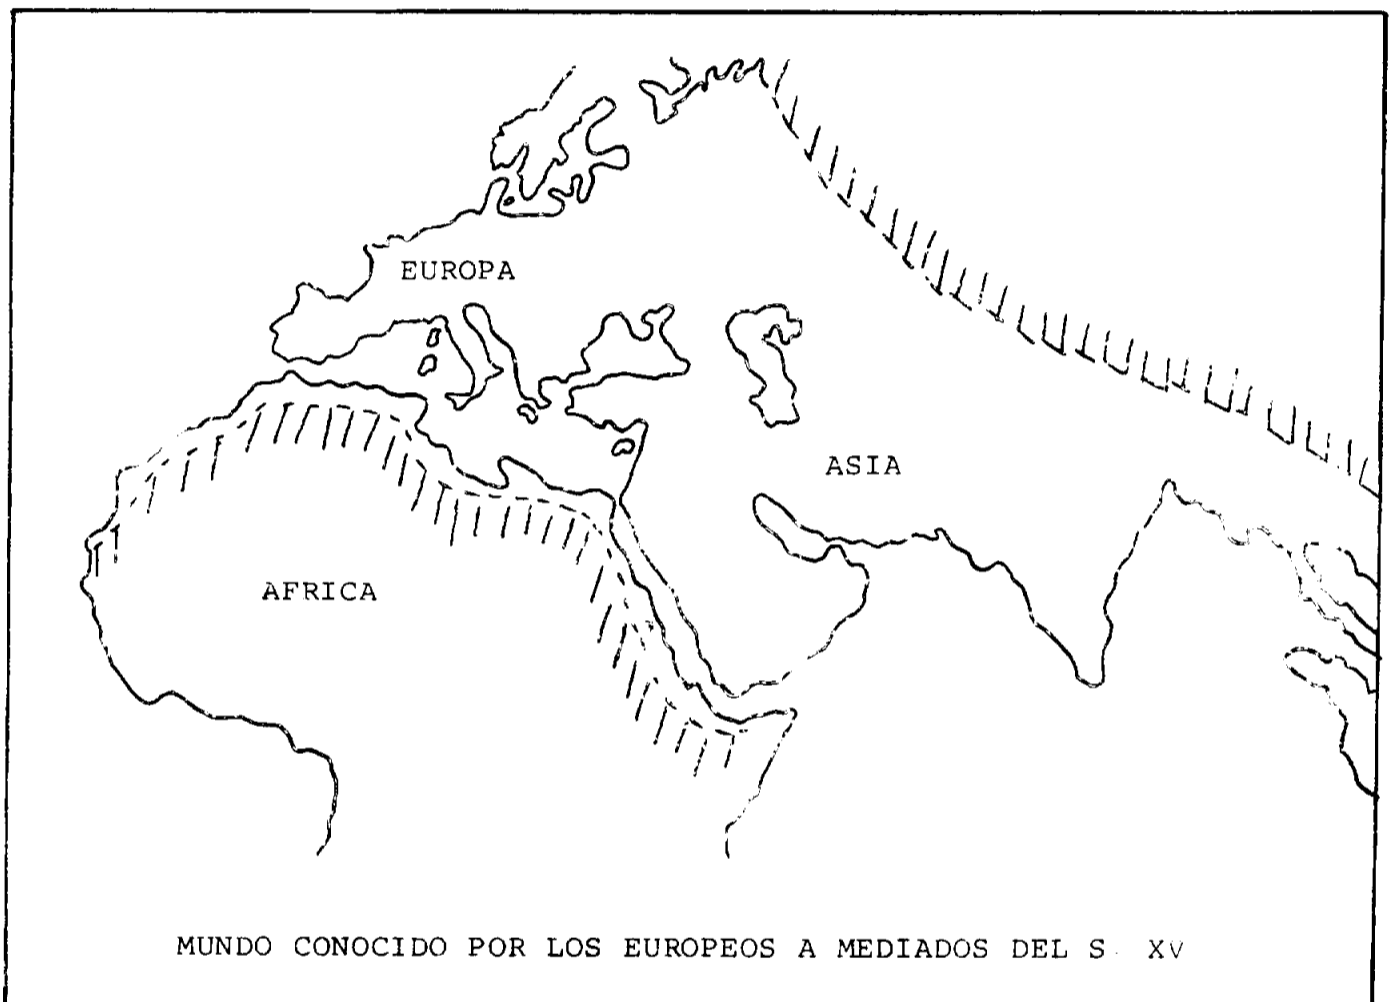 EUROPA
ASIA
AFRICA
MUNDO CONOCIDO POR LOS EUROPEOS A MEDIADOS DEL S. XV